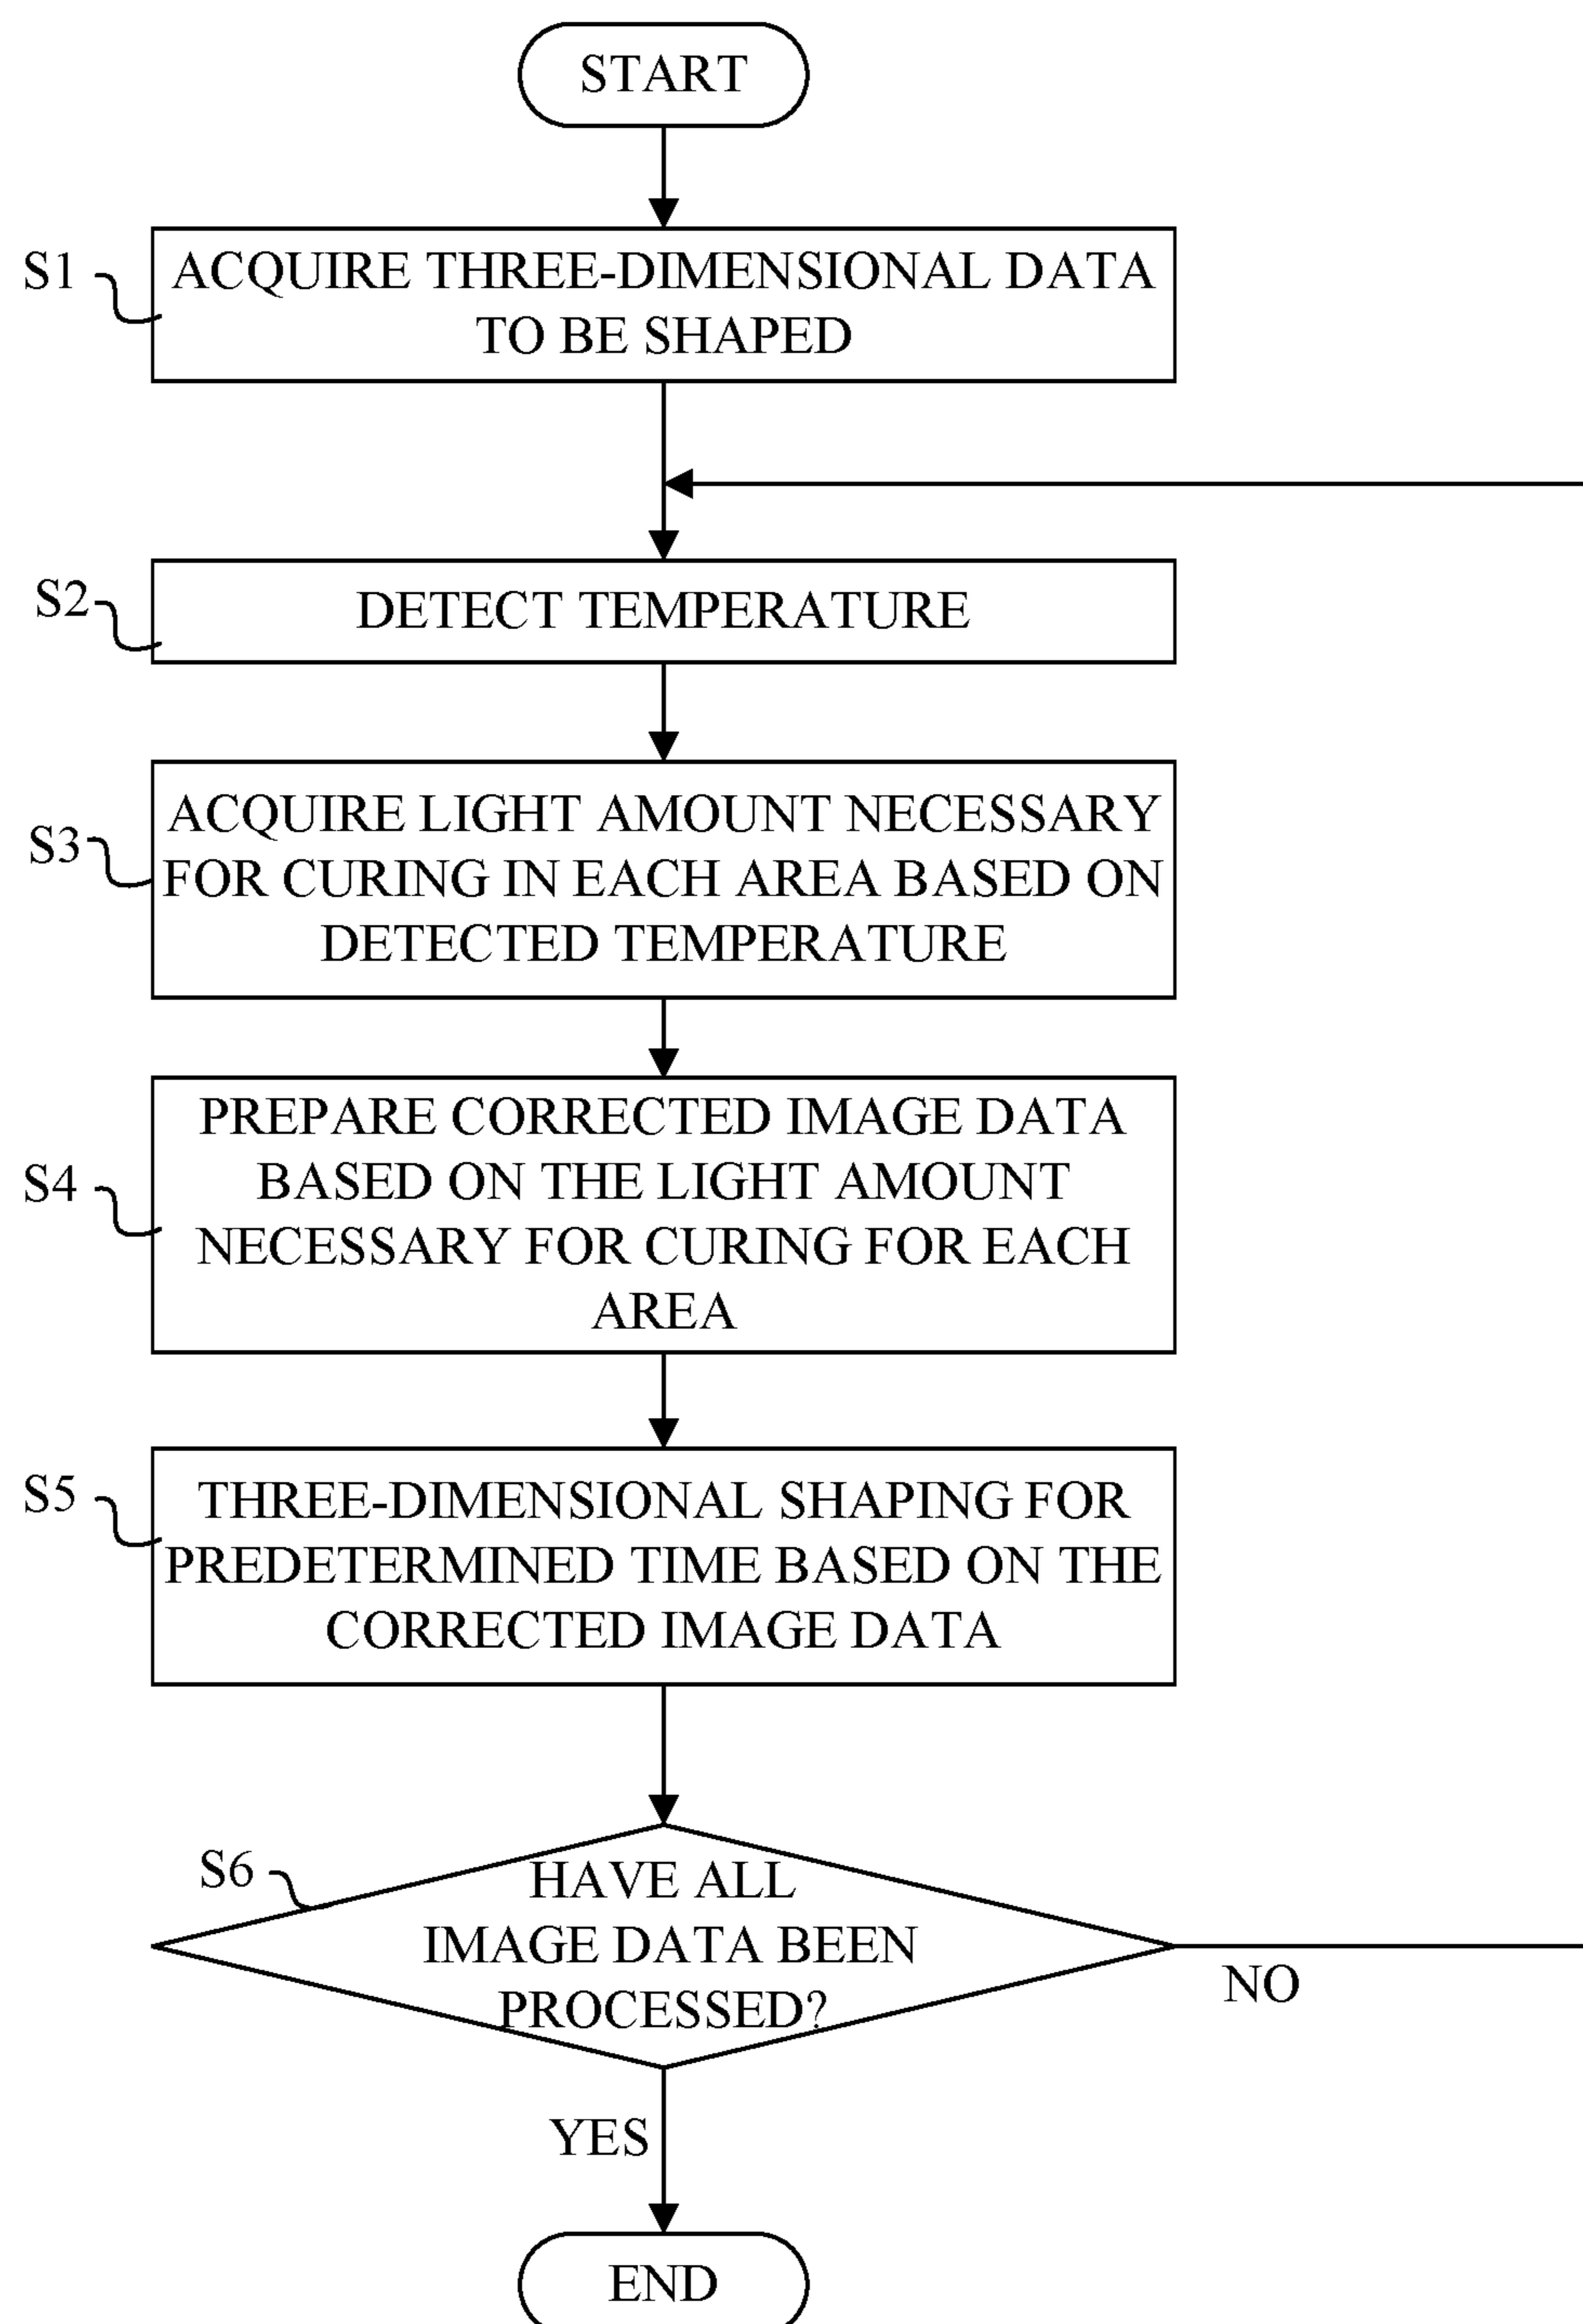 START
S1
ACQUIRE THREE-DIMENSIONAL DATA
TO BE SHAPED
S2
DETECT TEMPERATURE
S3
ACQUIRE LIGHT AMOUNT NECESSARY
FOR CURING IN EACH AREA BASED ON
DETECTED TEMPERATURE
S4
PREPARE CORRECTED IMAGE DATA
BASED ON THE LIGHT AMOUNT
NECESSARY FOR CURING FOR EACH
AREA
S5
THREE-DIMENSIONAL SHAPING FOR
PREDETERMINED TIME BASED ON THE
CORRECTED IMAGE DATA
S6
HAVE ALL
IMAGE DATA BEEN
PROCESSED?
NO
YES
END